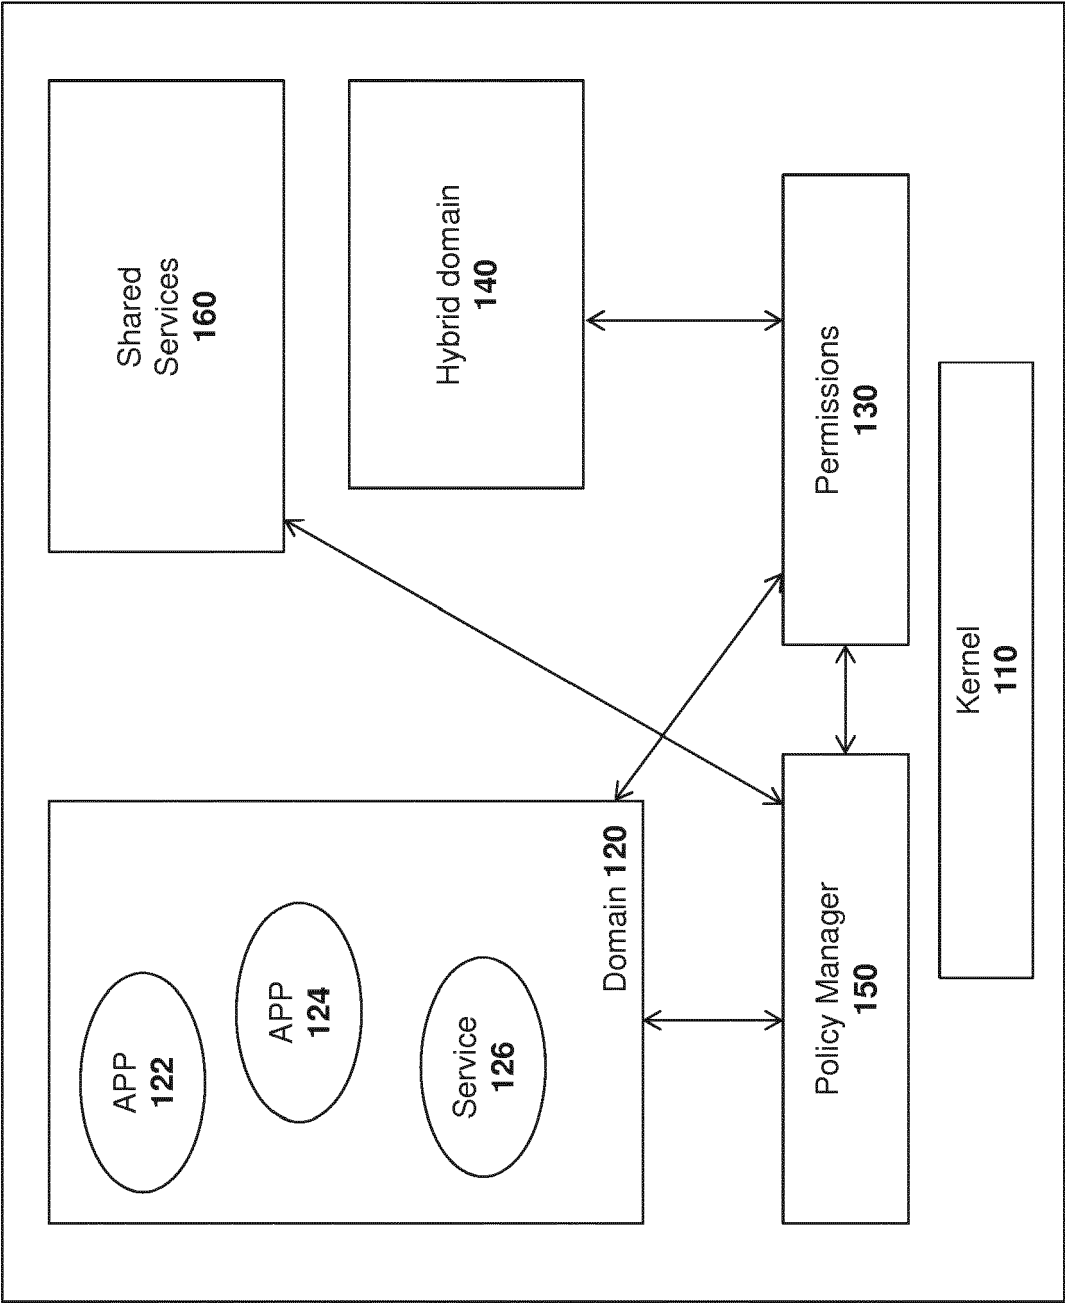 APP
122
APP
124
Service
126
Domain 120
Shared
Services
160
Hybrid domain
140
Policy Manager
150
Permissions
130
Kernel
110